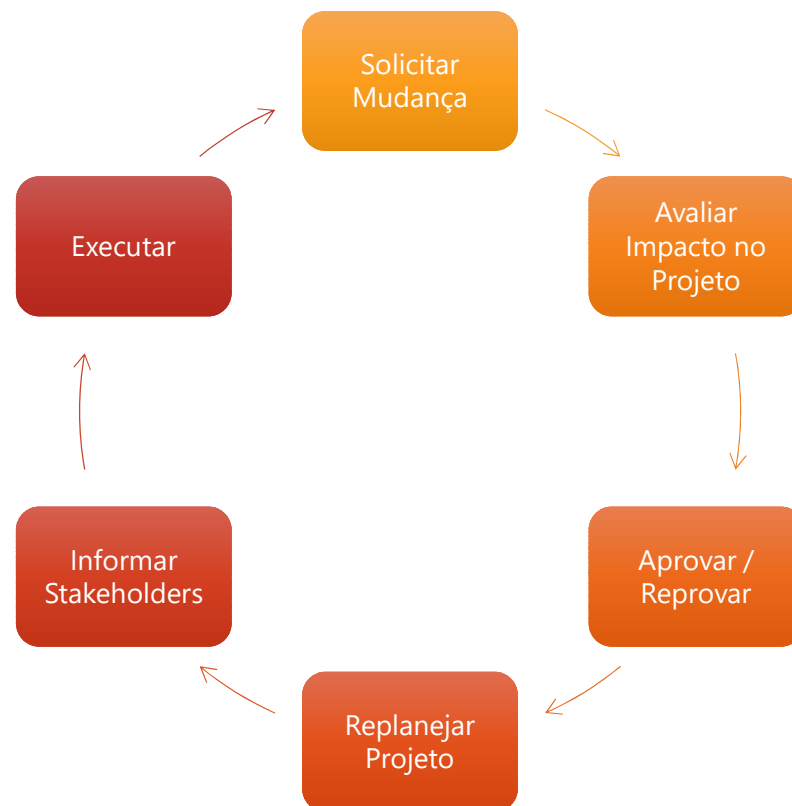 Solicitar
Mudança
Avaliar
Impacto no
Projeto
Aprovar /
Reprovar
Replanejar
Projeto
Informar
Stakeholders
Executar